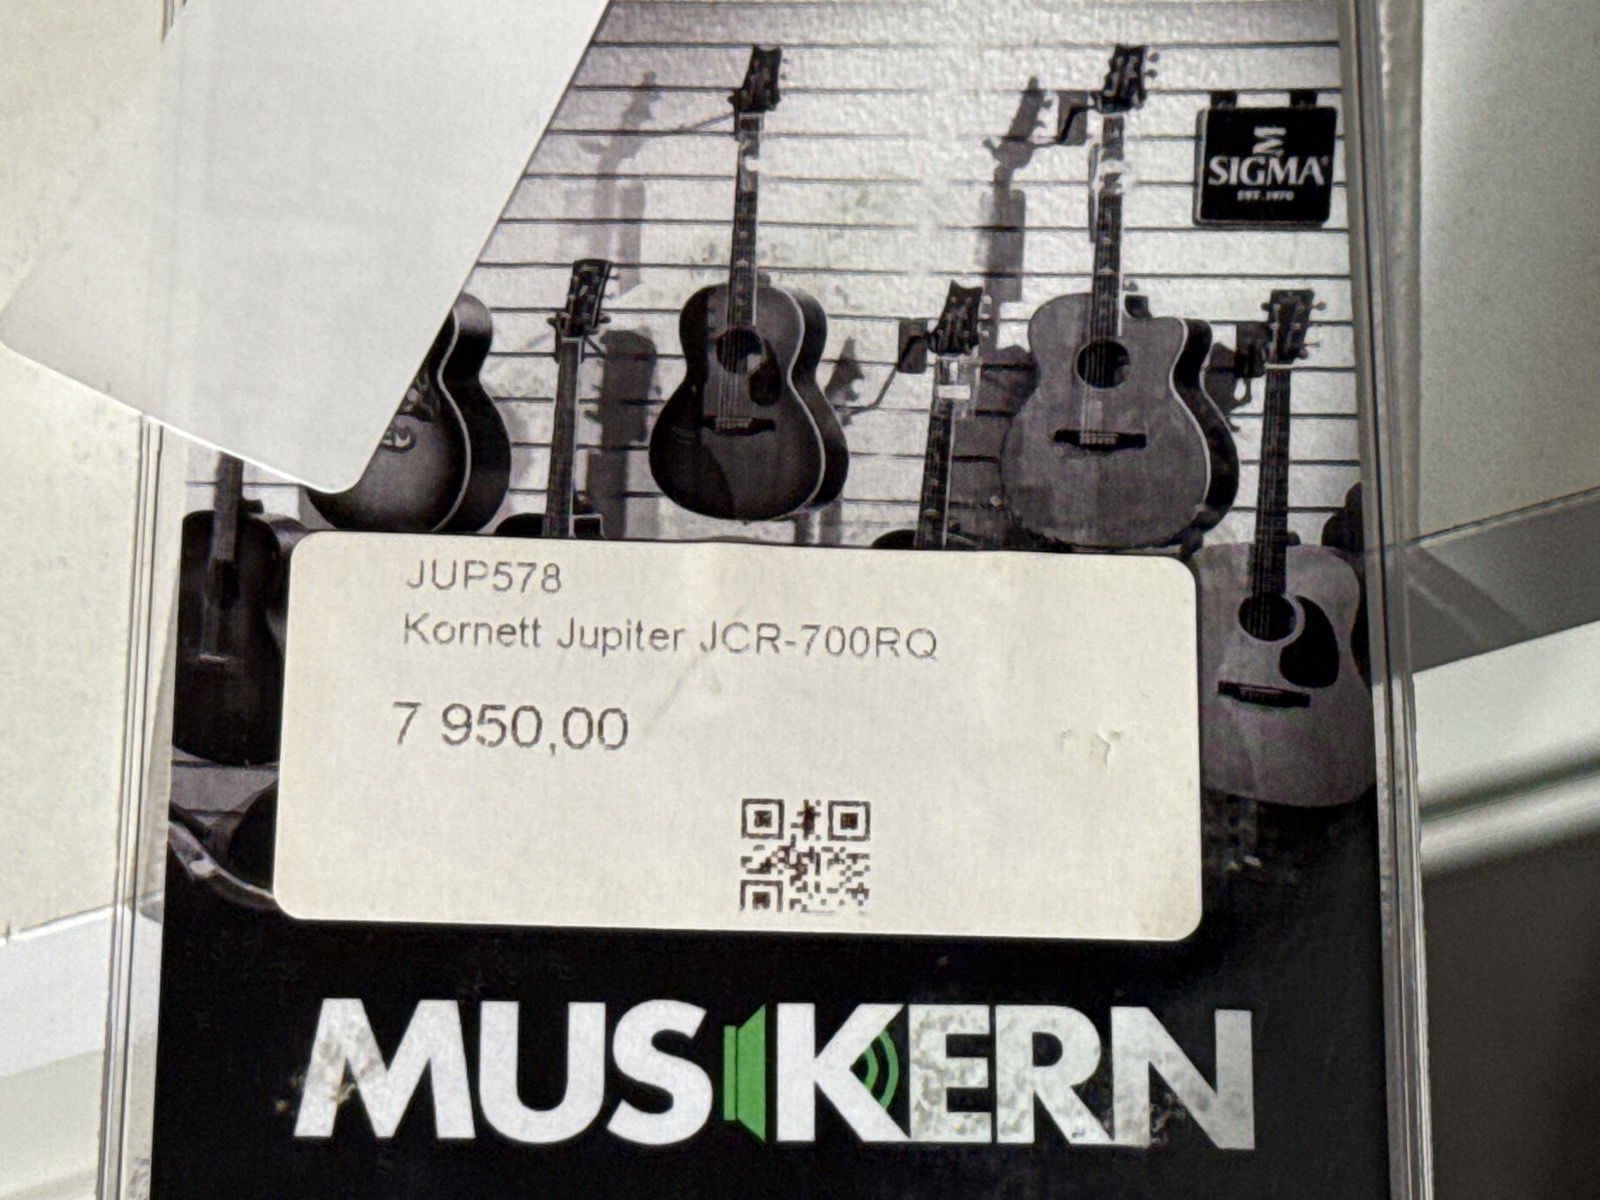 SIGMA®
EST. 1970
JUP578
Kornett Jupiter JCR-700RQ
7 950,00
MUSIKERN